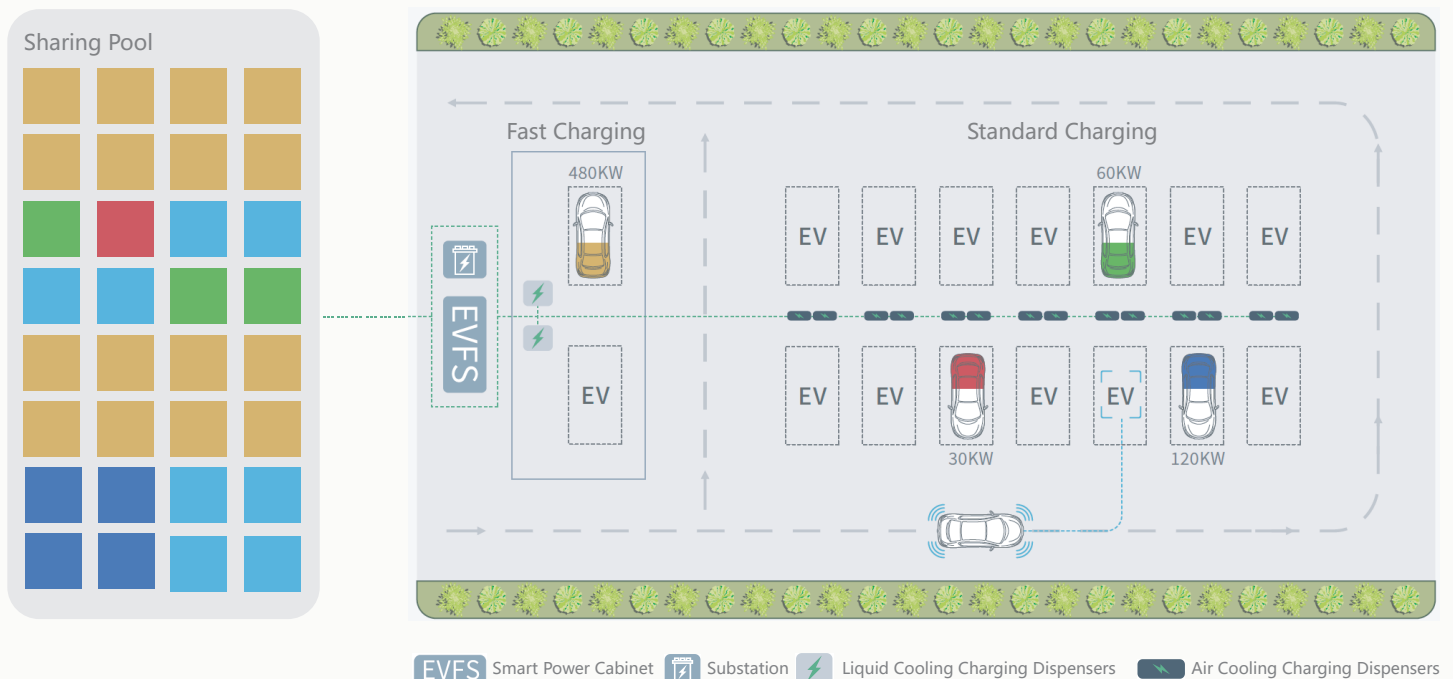 Sharing Pool
Fast Charging
Standard Charging
480KW
60KW
EV EV EV EV EV EV
EVFS
EV
EV EV EV EV EV
30KW
120KW
EVFS Smart Power Cabinet Substation Liquid Cooling Charging Dispensers Air Cooling Charging Dispensers